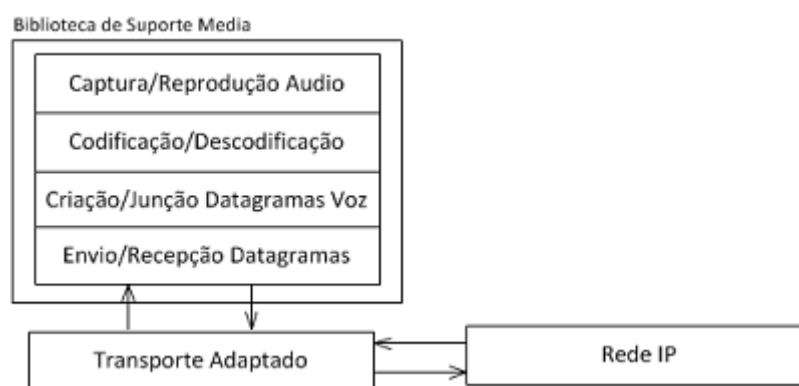 Biblioteca de Suporte Media
Captura/Reprodução Audio
Codificação/Descodificação
Criação/Junção Datagramas Voz
Envio/Recepção Datagramas
Transporte Adaptado
Rede IP